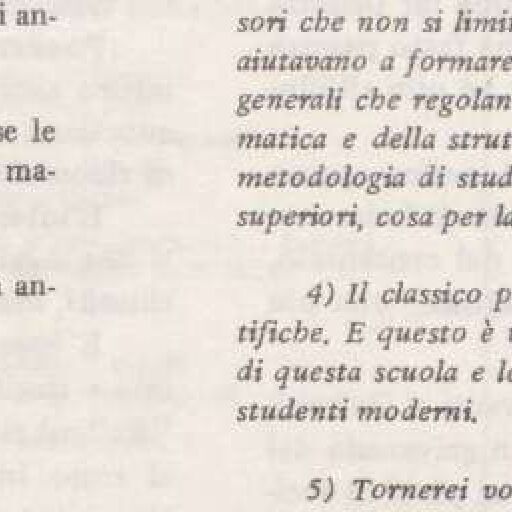 i an-
se le
ma-
an-
sori che non si limi
aiutavano a formare
generali che regolan
matica e della strut
metodologia di stud
superiori, cosa per la
4) Il classico p
tifiche. E questo è
di questa scuola e l
studenti moderni.
5) Tornerei vo